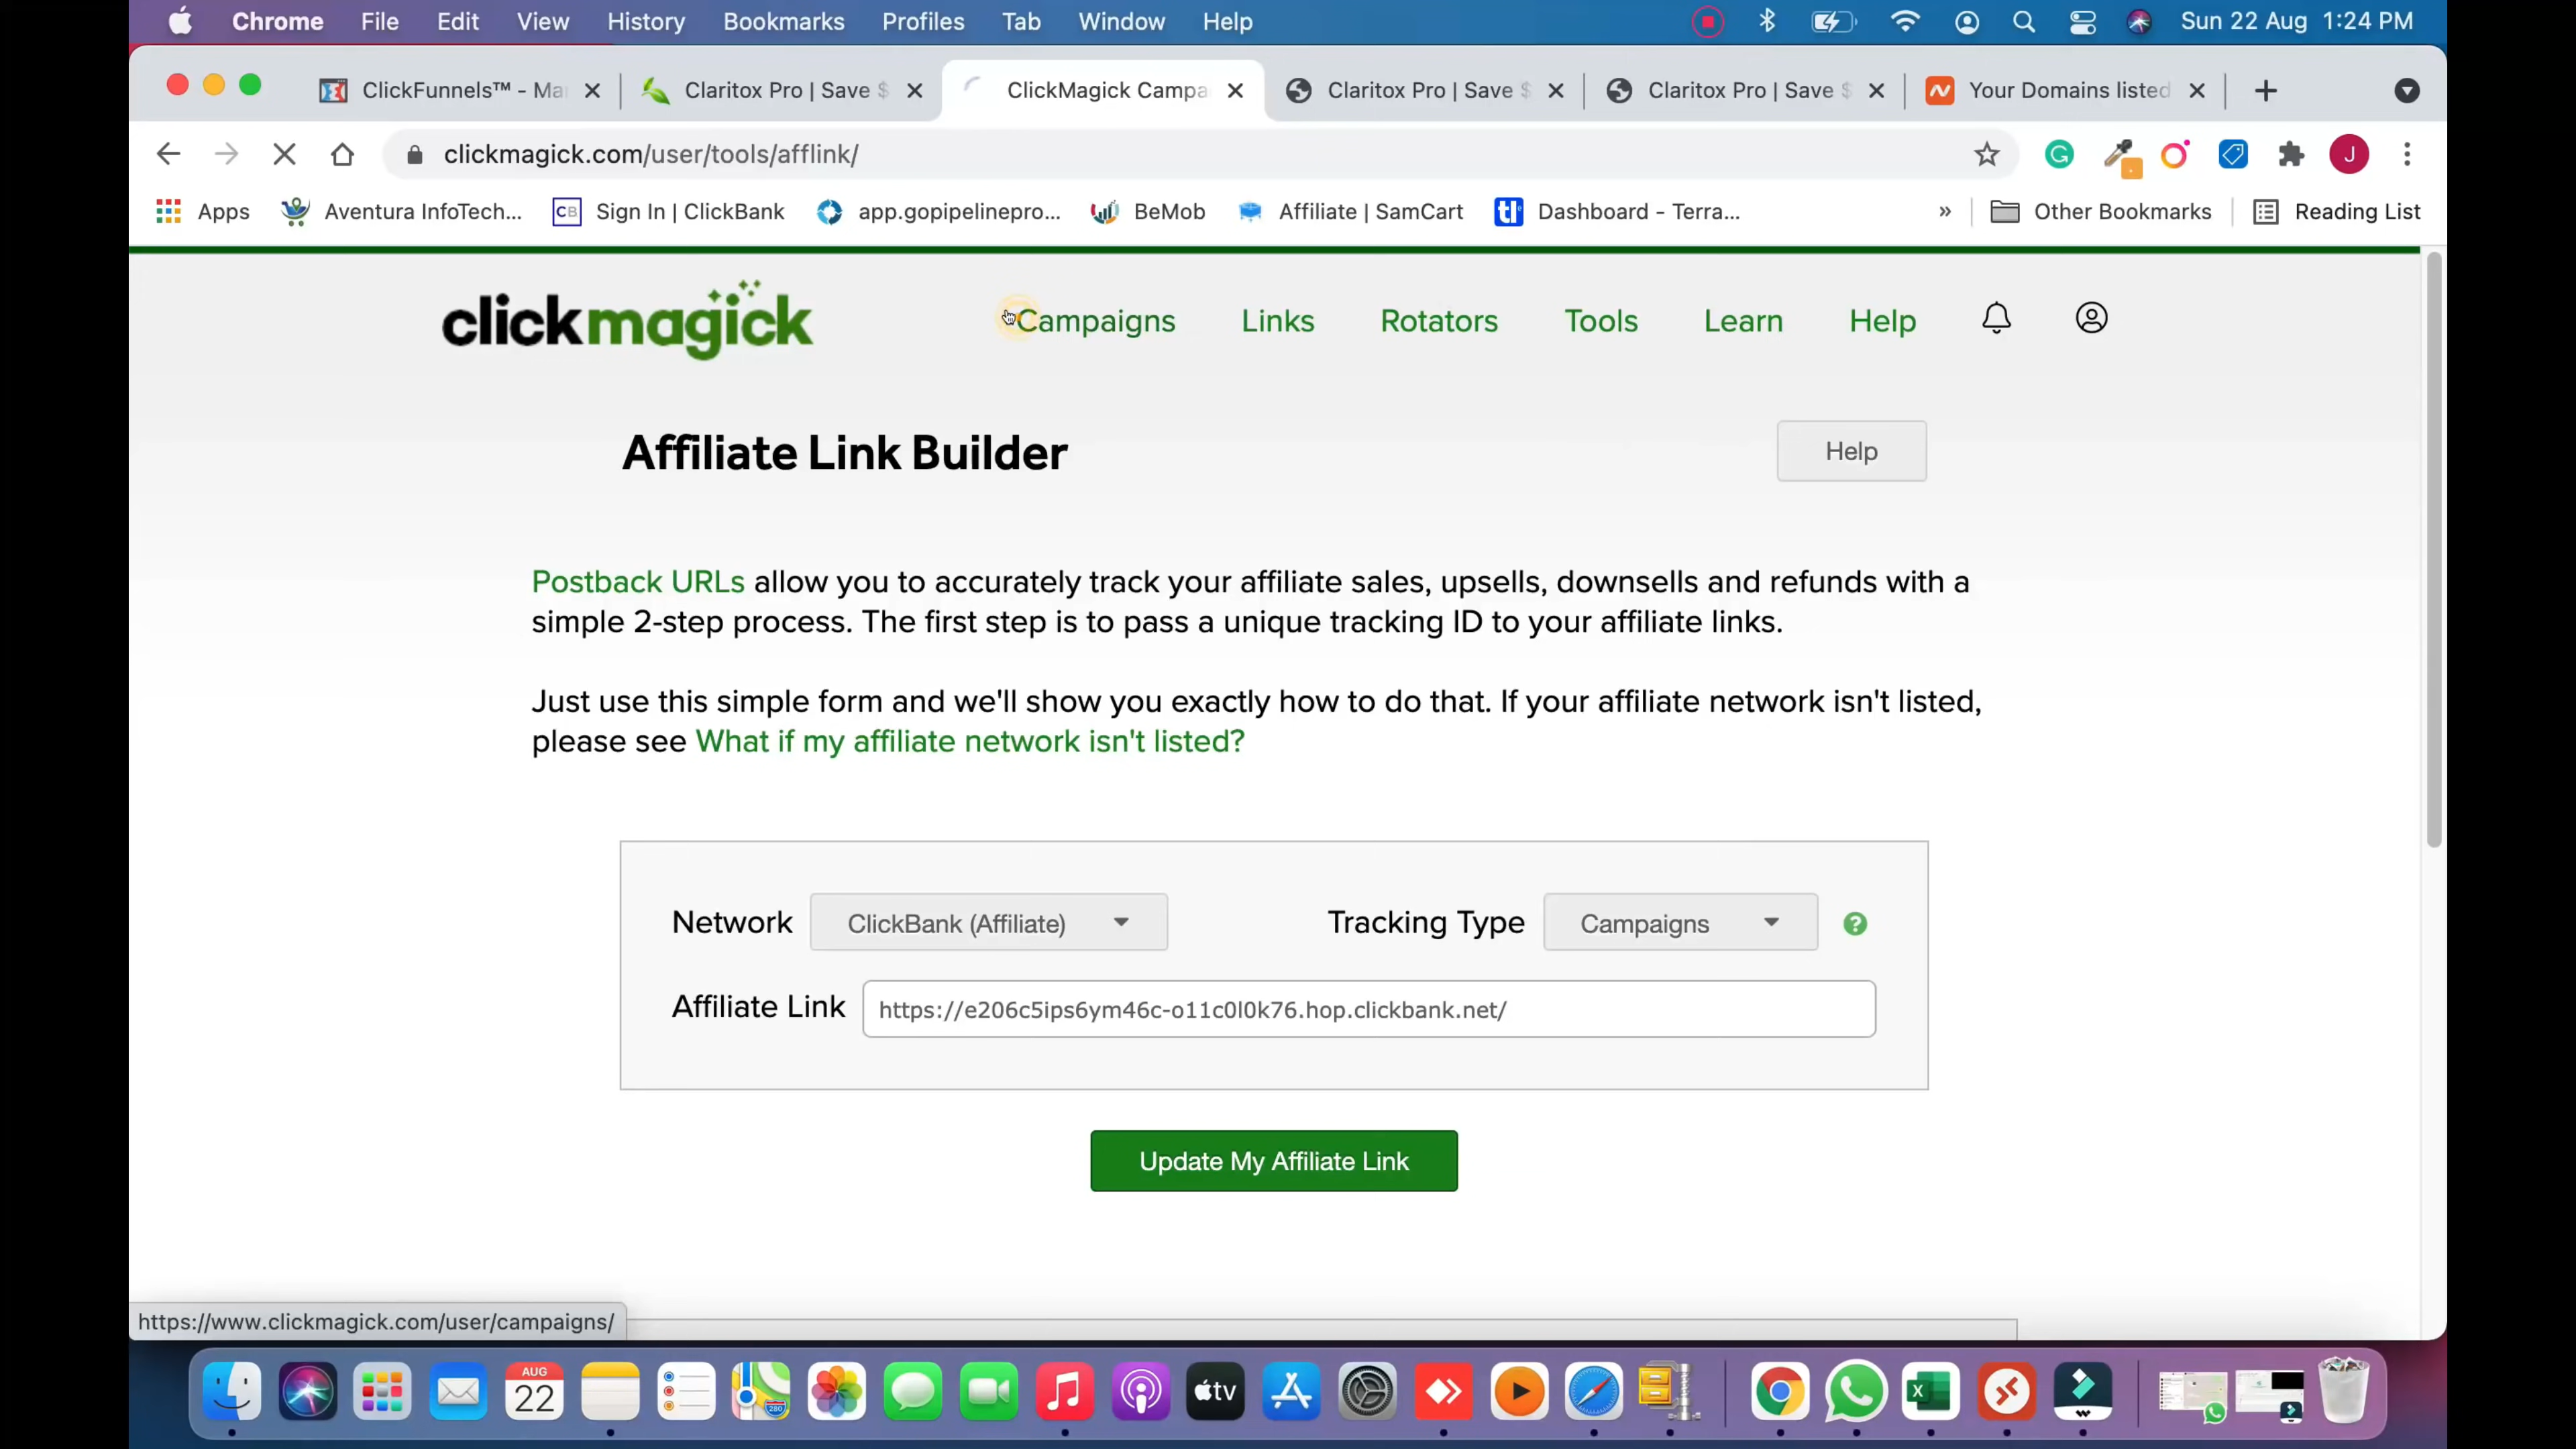 Chrome File Edit View History Bookmarks Profiles Tab Window Help Sun 22 Aug 1:24 PM
ClickFunnels™ - Ma Claritox Pro | Save $ ClickMagick Campa Claritox Pro | Save $ Claritox Pro | Save $ Your Domains listed
clickmagick.com/user/tools/afflink/ J
Apps Aventura InfoTech... CB Sign In | ClickBank app.gopipelinepro... BeMob Affiliate | SamCart tl Dashboard - Terra... » Other Bookmarks Reading List
clickmagick Campaigns Links Rotators Tools Learn Help
Affiliate Link Builder Help
Postback URLs allow you to accurately track your affiliate sales, upsells, downsells and refunds with a
simple 2-step process. The first step is to pass a unique tracking ID to your affiliate links.
Just use this simple form and we'll show you exactly how to do that. If your affiliate network isn't listed,
please see What if my affiliate network isn't listed?
Network ClickBank (Affiliate) Tracking Type Campaigns ?
Affiliate Link https://e206c5ips6ym46c-o11c0l0k76.hop.clickbank.net/
Update My Affiliate Link
https://www.clickmagick.com/user/campaigns/
AUG
22
280
tv
X